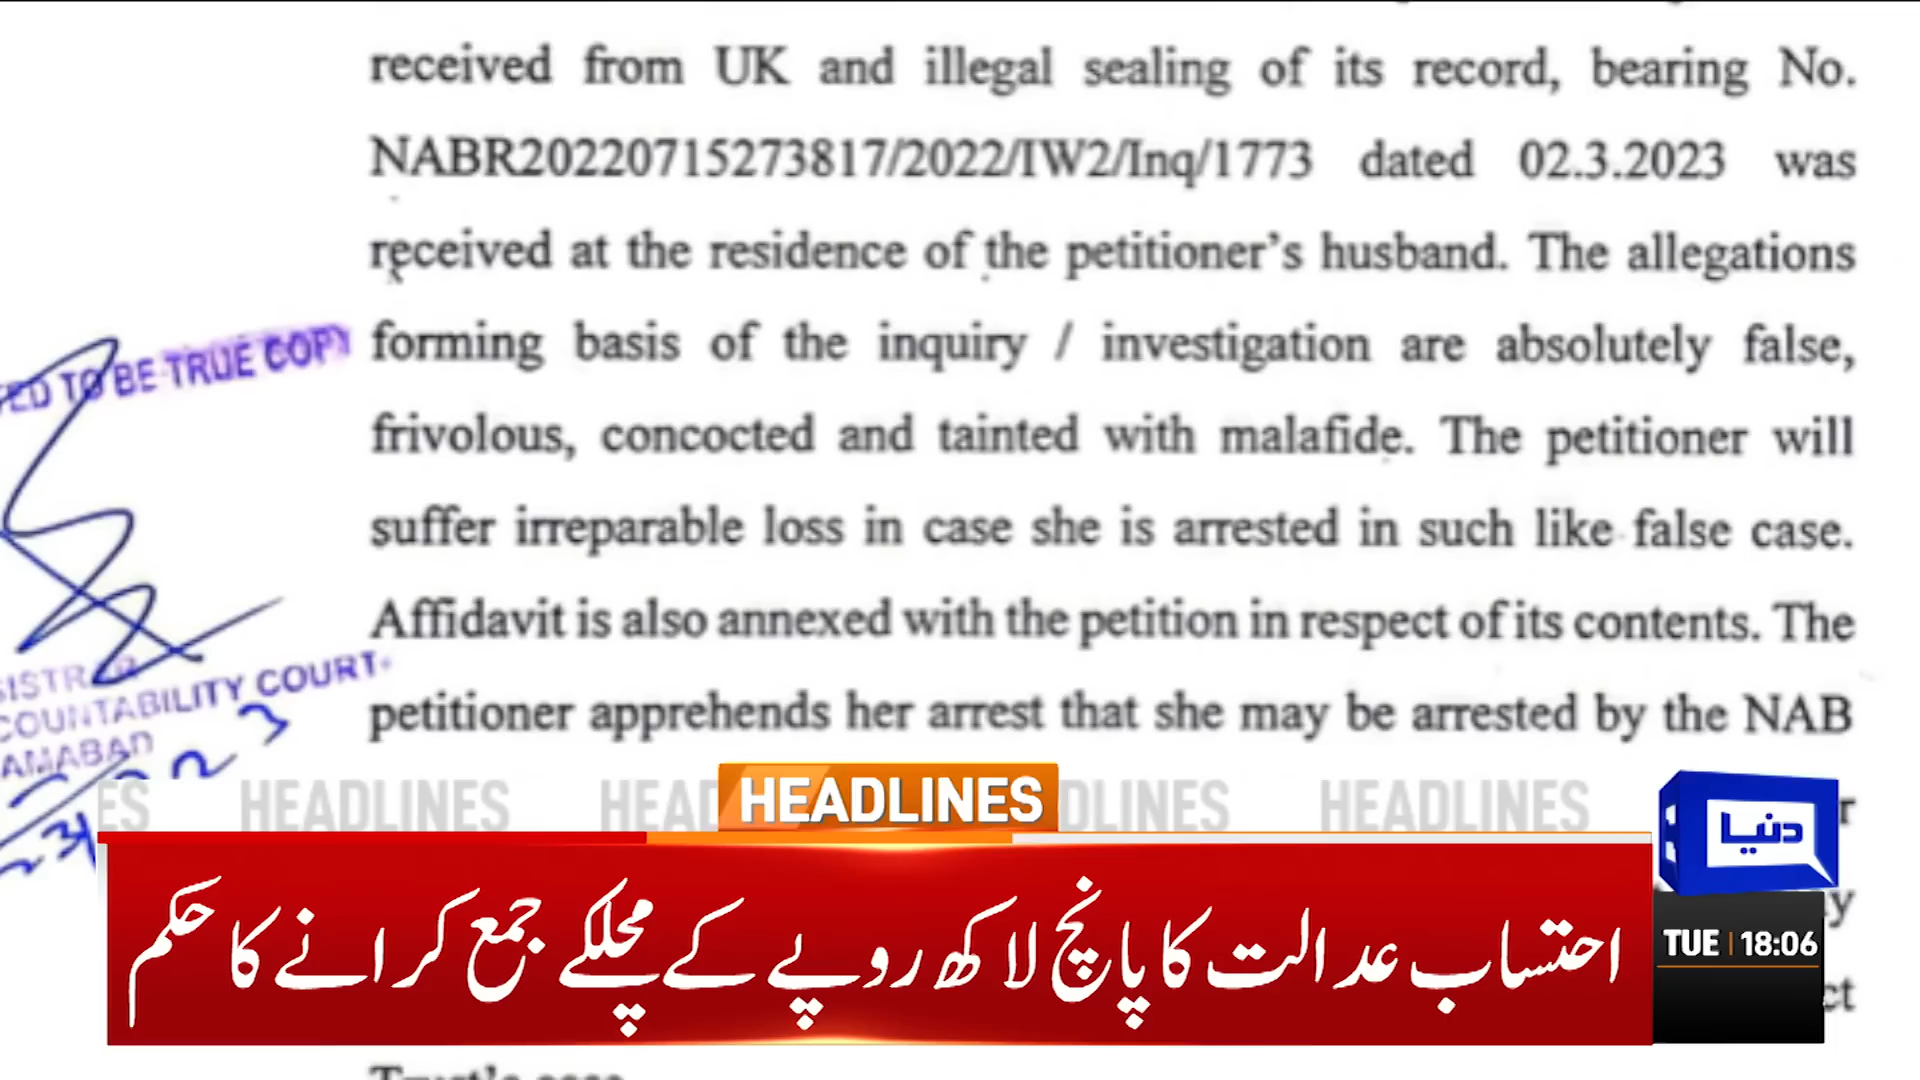 received from UK and illegal sealing of its record, bearing No.
NABR20220715273817/2022/IW2/Inq/1773 dated 02.3.2023 was
received at the residence of the petitioner's husband. The allegations
forming basis of the inquiry / investigation are absolutely false,
frivolous, concocted and tainted with malafide. The petitioner will
suffer irreparable loss in case she is arrested in such like false case.
Affidavit is also annexed with the petition in respect of its contents. The
petitioner apprehends her arrest that she may be arrested by the NAB
TO BE TRUE COPY
COURT
HEADLINES HEADLINES
HEADLINES
دنیا
احتساب عدالت کا پانچ لاکھ روپے کے مچلکے جمع کرانے کا حکم
TUE | 18:06